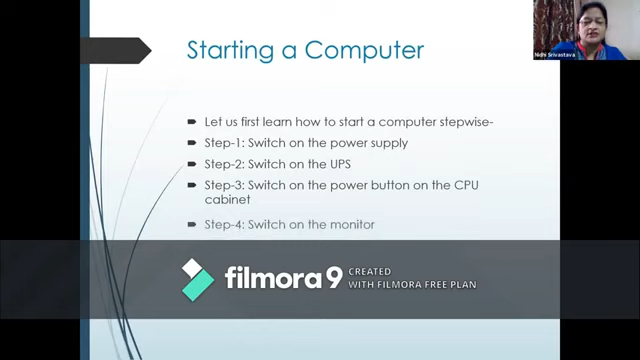 Starting a Computer
Nidhi Srivastava
Let us first learn how to start a computer stepwise-
Step-1: Switch on the power supply
Step-2: Switch on the UPS
Step-3: Switch on the power button on the CPU
cabinet
Step-4: Switch on the monitor
filmora9
CREATED
WITH FILMORA FREE PLAN